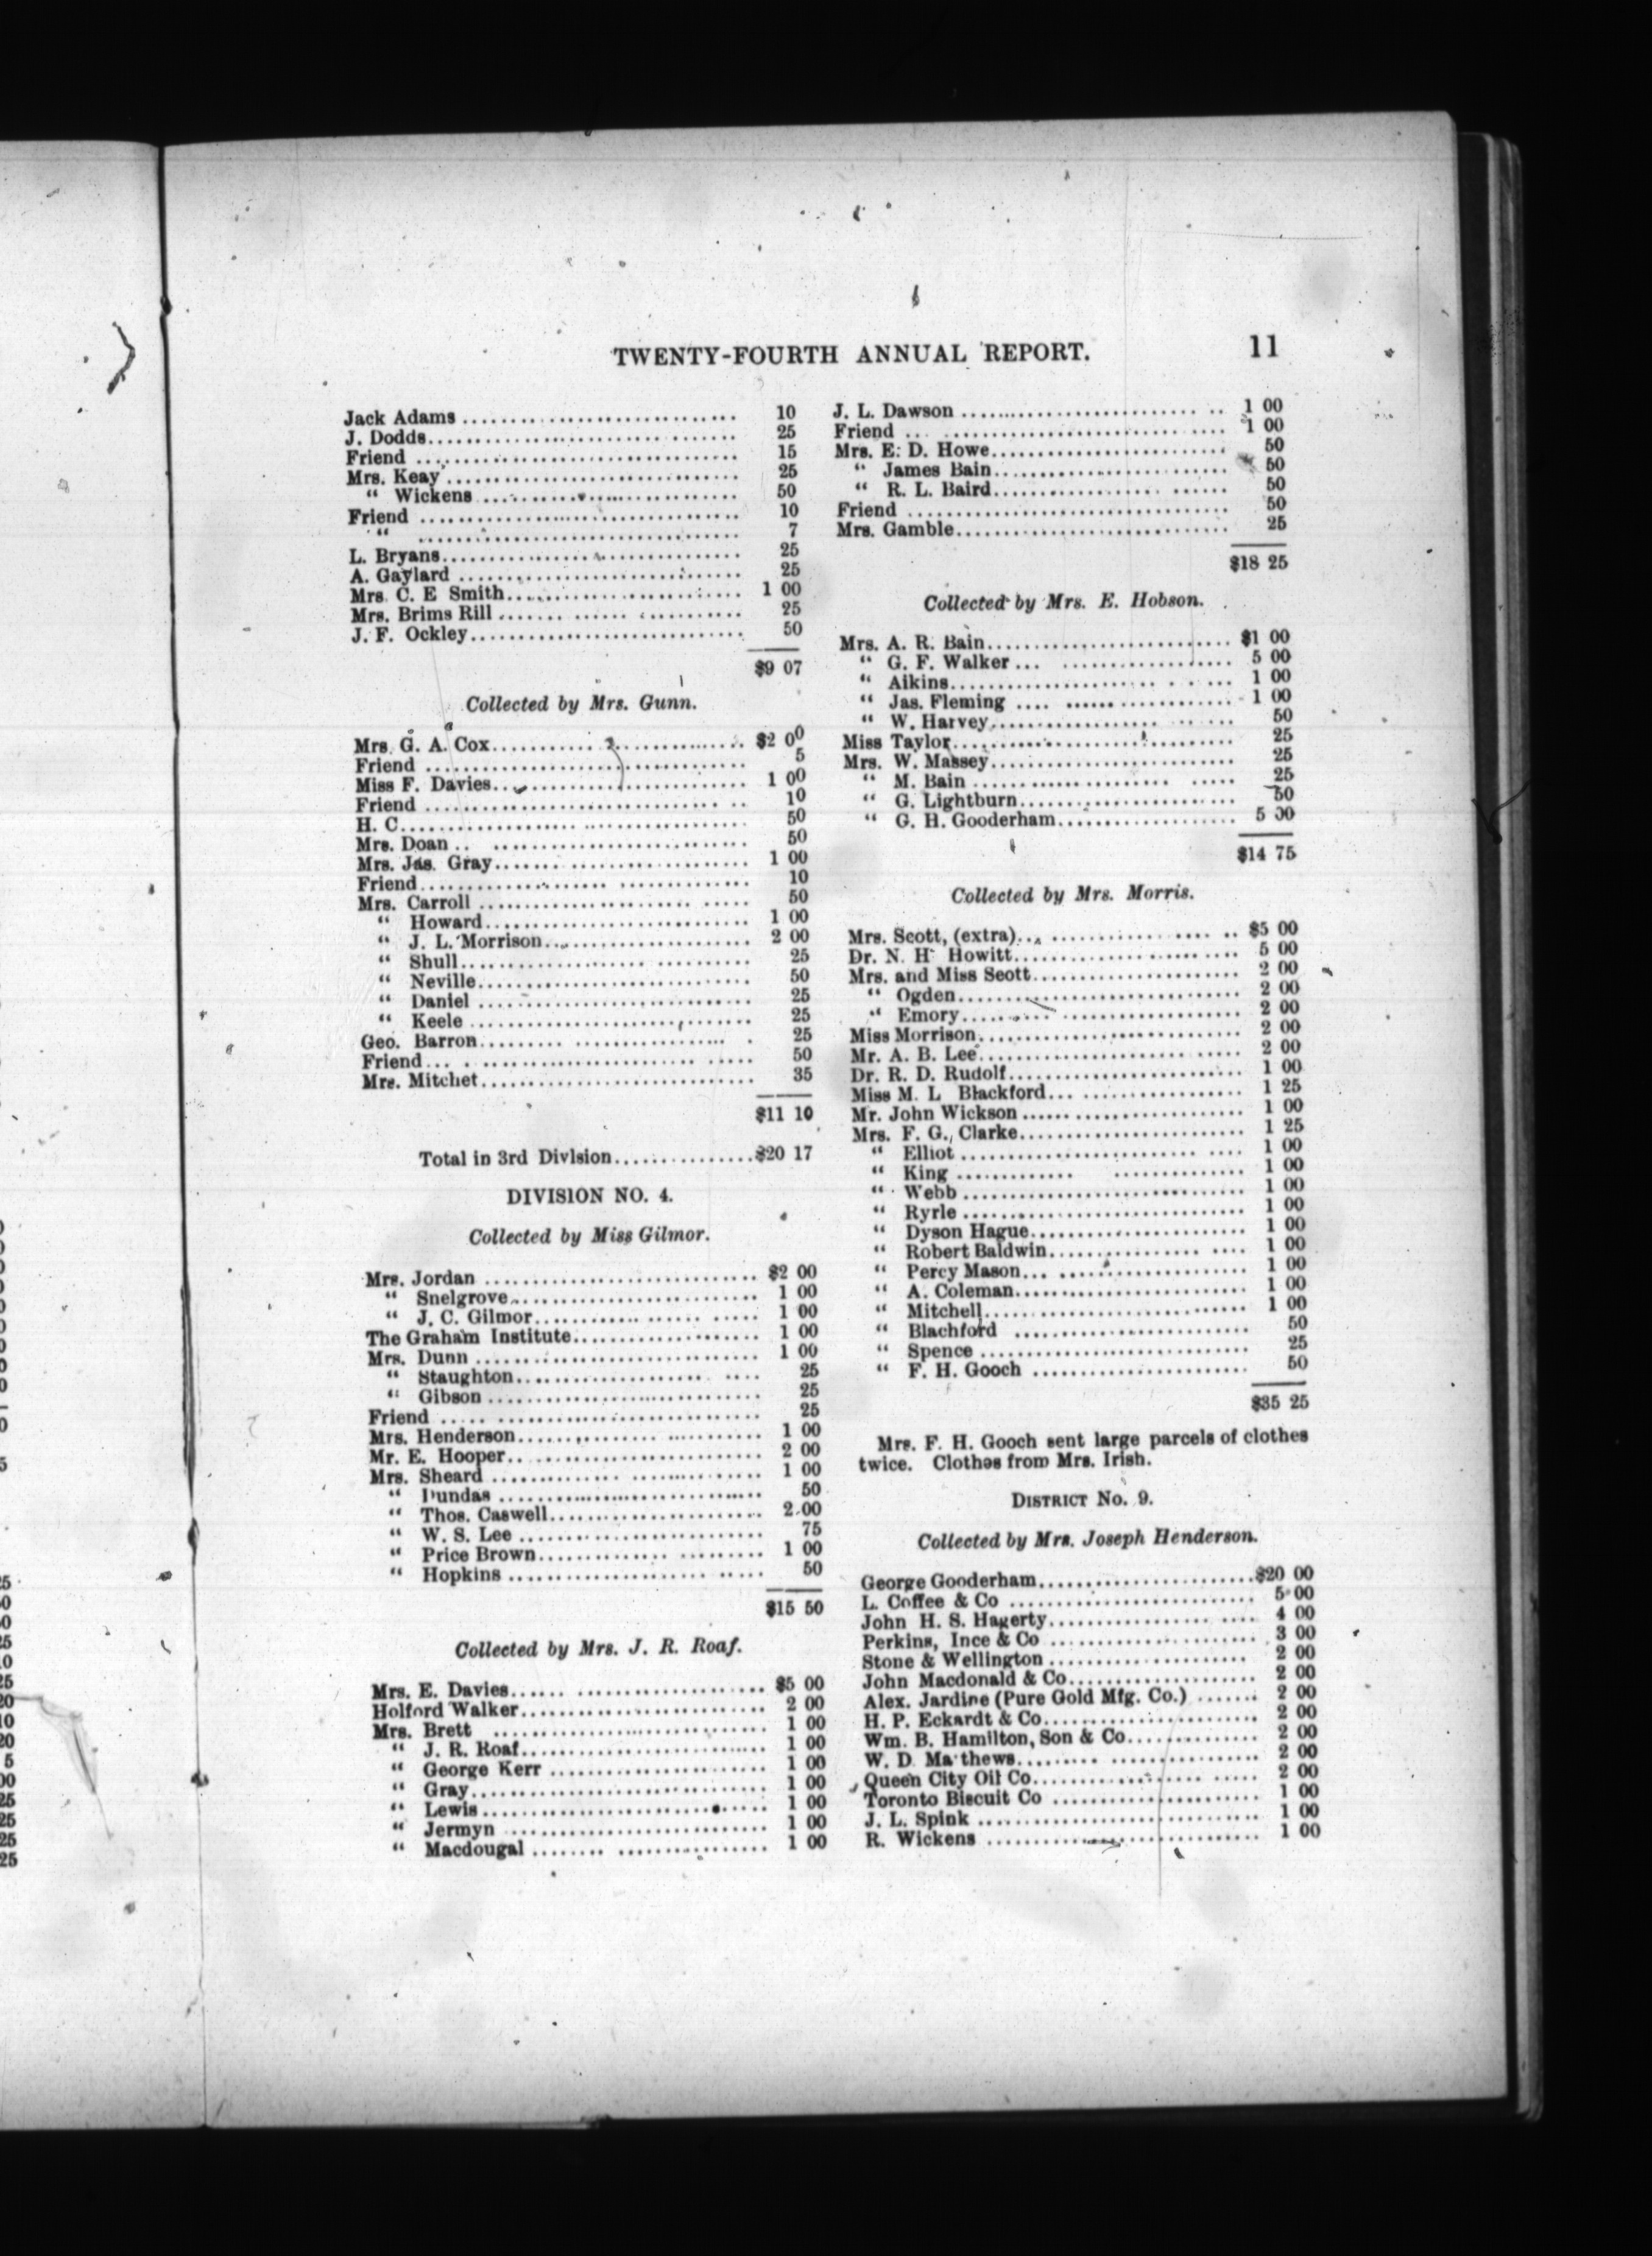 TWENTY-FOURTH ANNUAL REPORT. 11
Jack Adams 10
J. Dodds 25
Friend 15
Mrs. Keay 25
" Wickens 50
Friend 10
" 7
L. Bryans 25
A. Gaylard 25
Mrs. C. E Smith 1 00
Mrs. Brims Rill 25
J. F. Ockley 50
$9 07
Collected by Mrs. Gunn.
Mrs. G. A. Cox $2 00
Friend 5
Miss F. Davies 1 00
Friend 10
H. C. 50
Mrs. Doan 50
Mrs. Jas. Gray 1 00
Friend 10
Mrs. Carroll 50
" Howard 1 00
" J. L. Morrison 2 00
" Shull 25
" Neville 50
" Daniel 25
" Keele 25
Geo. Barron 25
Friend 50
Mrs. Mitchet 35
$11 10
Total in 3rd Division $20 17
DIVISION NO. 4.
Collected by Miss Gilmor.
Mrs. Jordan $2 00
" Snelgrove 1 00
" J. C. Gilmor 1 00
The Graham Institute 1 00
Mrs. Dunn 1 00
" Staughton 25
" Gibson 25
Friend 25
Mrs. Henderson 1 00
Mr. E. Hooper 2 00
Mrs. Sheard 1 00
" Dundas 50
" Thos. Caswell 2 00
" W. S. Lee 75
" Price Brown 1 00
" Hopkins 50
$15 50
Collected by Mrs. J. R. Roaf.
Mrs. E. Davies $5 00
Holford Walker 2 00
Mrs. Brett 1 00
" J. R. Roaf 1 00
" George Kerr 1 00
" Gray 1 00
" Lewis 1 00
" Jermyn 1 00
" Macdougal 1 00
J. L. Dawson 1 00
Friend 1 00
Mrs. E. D. Howe 50
" James Bain 50
" R. L. Baird 50
Friend 50
Mrs. Gamble 25
$18 25
Collected by Mrs. E. Hobson.
Mrs. A. R. Bain $1 00
" G. F. Walker 5 00
" Aikins 1 00
" Jas. Fleming 1 00
" W. Harvey 50
Miss Taylor 25
Mrs. W. Massey 25
" M. Bain 25
" G. Lightburn 50
" G. H. Gooderham 5 00
$14 75
Collected by Mrs. Morris.
Mrs. Scott, (extra) $5 00
Dr. N. H Howitt 5 00
Mrs. and Miss Scott 2 00
" Ogden 2 00
" Emory 2 00
Miss Morrison 2 00
Mr. A. B. Lee 2 00
Dr. R. D. Rudolf 1 00
Miss M. L Blackford 1 25
Mr. John Wickson 1 00
Mrs. F. G. Clarke 1 25
" Elliot 1 00
" King 1 00
" Webb 1 00
" Ryrle 1 00
" Dyson Hague 1 00
" Robert Baldwin 1 00
" Percy Mason 1 00
" A. Coleman 1 00
" Mitchell 1 00
" Blachford 50
" Spence 25
" F. H. Gooch 50
$35 25
Mrs. F. H. Gooch sent large parcels of clothes
twice. Clothes from Mrs. Irish.
DISTRICT NO. 9.
Collected by Mrs. Joseph Henderson.
George Gooderham $20 00
L. Coffee & Co 5 00
John H. S. Hagerty 4 00
Perkins, Ince & Co 3 00
Stone & Wellington 2 00
John Macdonald & Co 2 00
Alex. Jardine (Pure Gold Mfg. Co.) 2 00
H. P. Eckardt & Co 2 00
Wm. B. Hamilton, Son & Co 2 00
W. D. Mathews 2 00
Queen City Oil Co 2 00
Toronto Biscuit Co 1 00
J. L. Spink 1 00
R. Wickens 1 00